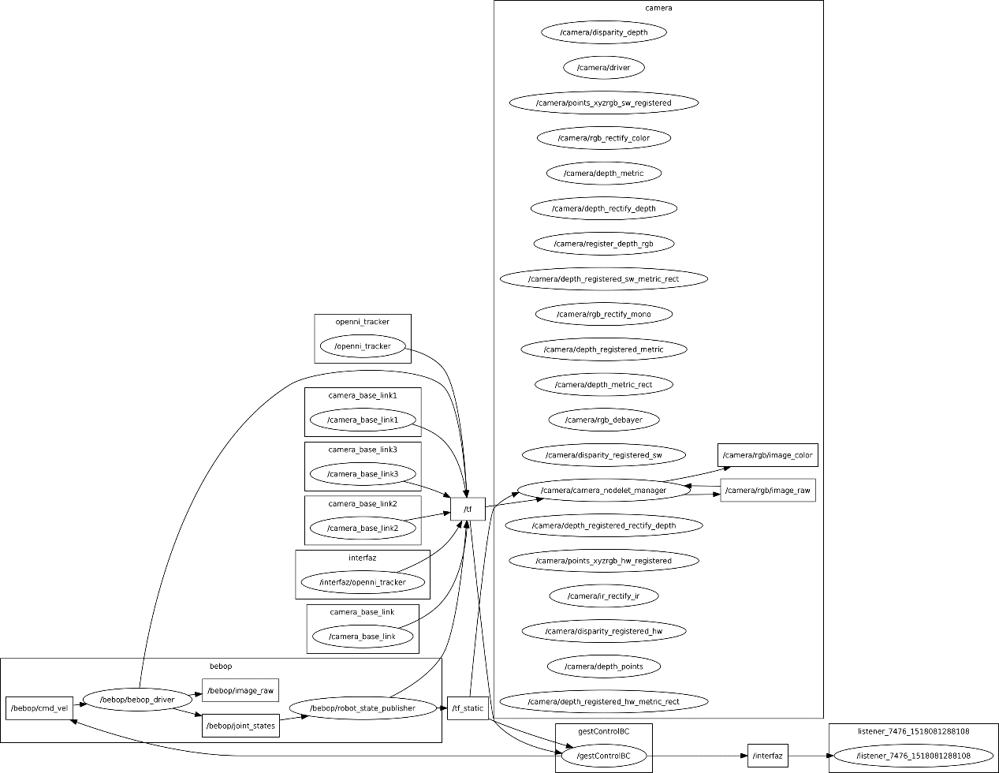 camera
/camera/disparity_depth
/camera/driver
/camera/points_xyzrgb_sw_registered
/camera/rgb_rectify_color
/camera/depth_metric
/camera/depth_rectify_depth
/camera/register_depth_rgb
/camera/depth_registered_sw_metric_rect
/camera/rgb_rectify_mono
/camera/depth_registered_metric
/camera/depth_metric_rect
/camera/rgb_debayer
/camera/disparity_registered_sw
/camera/camera_nodelet_manager
/camera/depth_registered_rectify_depth
/camera/points_xyzrgb_hw_registered
/camera/ir_rectify_ir
/camera/disparity_registered_hw
/camera/depth_points
/camera/depth_registered_hw_metric_rect
/camera/rgb/image_color
/camera/rgb/image_raw
openni_tracker
/openni_tracker
camera_base_link1
/camera_base_link1
camera_base_link3
/camera_base_link3
camera_base_link2
/camera_base_link2
interfaz
/interfaz/openni_tracker
camera_base_link
/camera_base_link
/tf
bebop
/bebop/cmd_vel
/bebop/bebop_driver
/bebop/image_raw
/bebop/joint_states
/bebop/robot_state_publisher
/tf_static
gestControlBC
/gestControlBC
/interfaz
listener_7476_1518081288108
/listener_7476_1518081288108